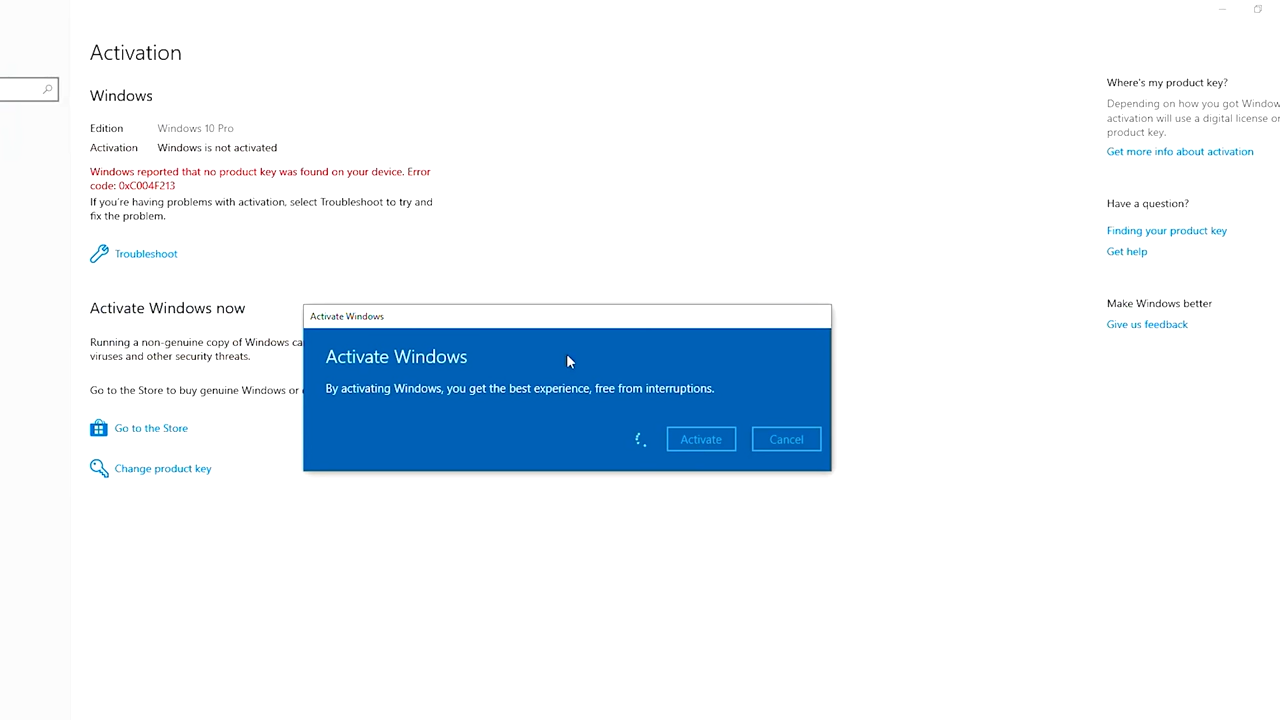 Activation
Windows
Edition Windows 10 Pro
Activation Windows is not activated
Windows reported that no product key was found on your device. Error
code: 0xC004F213
If you're having problems with activation, select Troubleshoot to try and
fix the problem.
Troubleshoot
Activate Windows now
Running a non-genuine copy of Windows ca
viruses and other security threats.
Go to the Store to buy genuine Windows or
Go to the Store
Change product key
Activate Windows
Activate Windows
By activating Windows, you get the best experience, free from interruptions.
Activate Cancel
Where's my product key?
Depending on how you got Window
activation will use a digital license or
product key.
Get more info about activation
Have a question?
Finding your product key
Get help
Make Windows better
Give us feedback